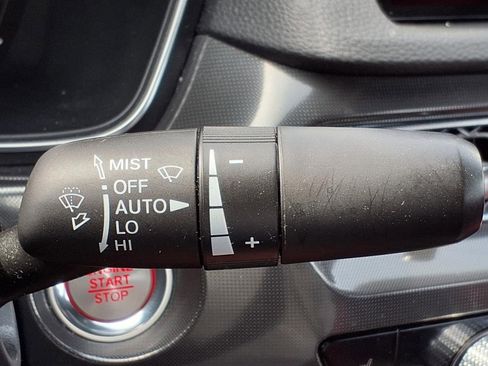 MIST
OFF
AUTO
LO
HI
-
+
ENGINE
START
STOP